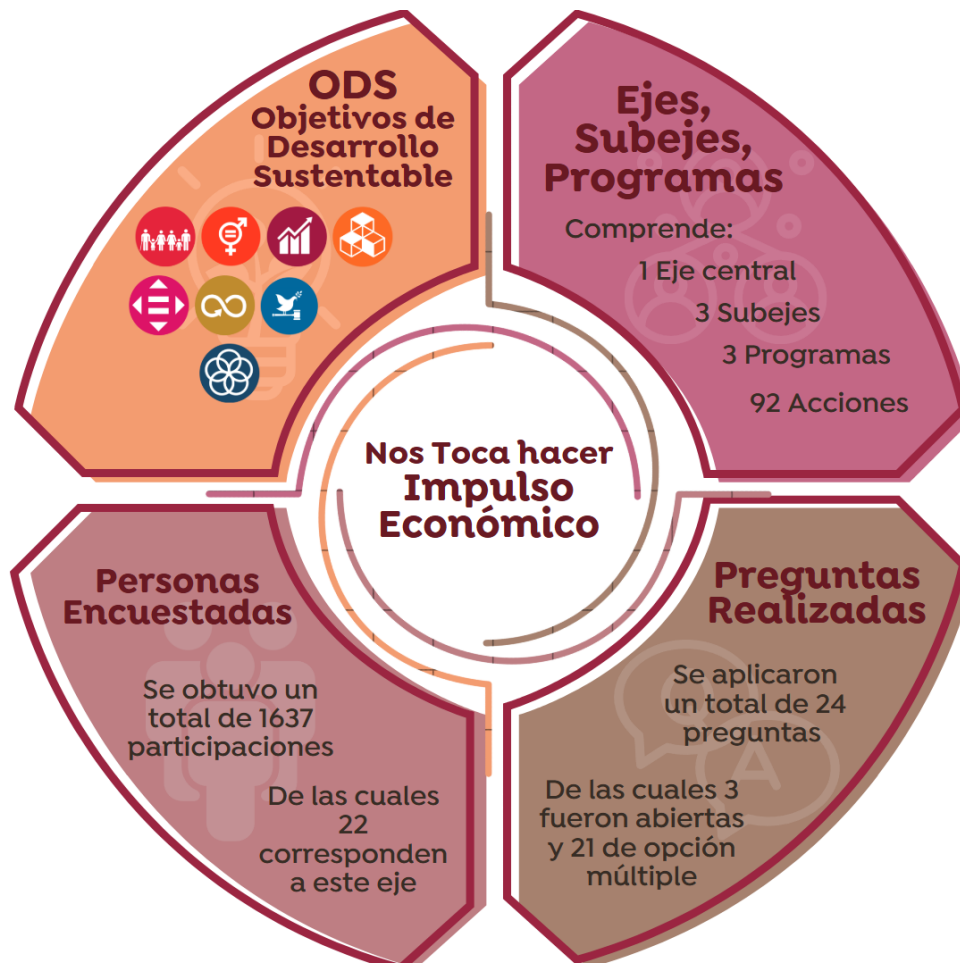 ODS
Objetivos de
Desarrollo
Sustentable
Ejes,
Subejes,
Programas
Comprende:
1 Eje central
3 Subejes
3 Programas
92 Acciones
Nos Toca hacer
Impulso
Económico
Personas
Encuestadas
Se obtuvo un
total de 1637
participaciones
De las cuales
22
corresponden
a este eje
Preguntas
Realizadas
Se aplicaron
un total de 24
preguntas
De las cuales 3
fueron abiertas
y 21 de opción
múltiple
Q
A